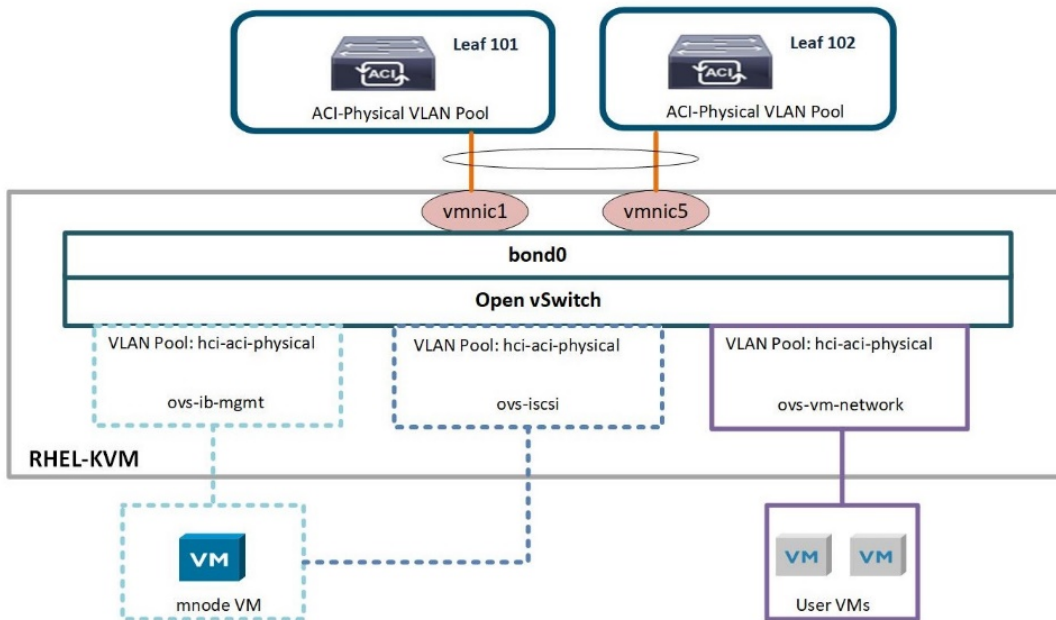 Leaf 101
ACI
ACI-Physical VLAN Pool
Leaf 102
ACI
ACI-Physical VLAN Pool
vmnic1
vmnic5
bond0
Open vSwitch
VLAN Pool: hci-aci-physical
ovs-ib-mgmt
VLAN Pool: hci-aci-physical
ovs-iscsi
VLAN Pool: hci-aci-physical
ovs-vm-network
RHEL-KVM
VM
mnode VM
VM
VM
User VMs